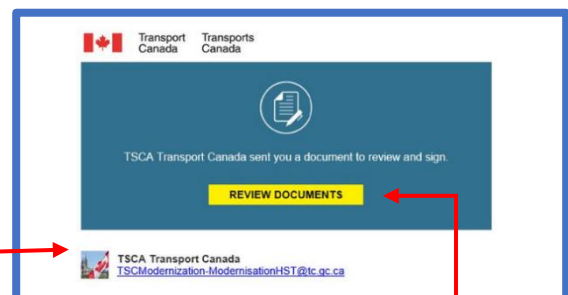 Transport Transports
Canada Canada
TSCA Transport Canada sent you a document to review and sign.
REVIEW DOCUMENTS
TSCA Transport Canada
TSCModernization-ModernisationHST@tc.gc.ca